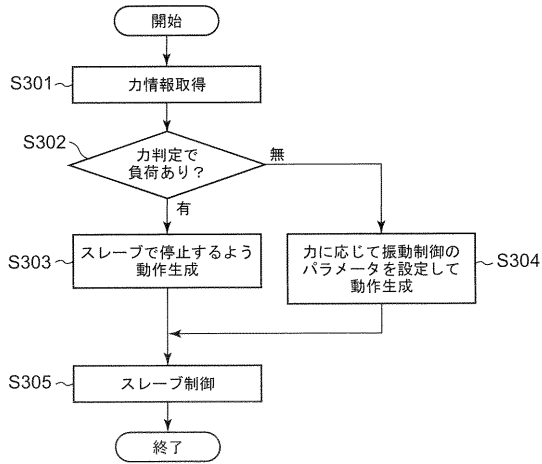 開始
S301
力情報取得
S302
力判定で
負荷あり？
無
有
S303
スレーブで停止するよう
動作生成
力に応じて振動制御の
パラメータを設定して
動作生成
S304
S305
スレーブ制御
終了